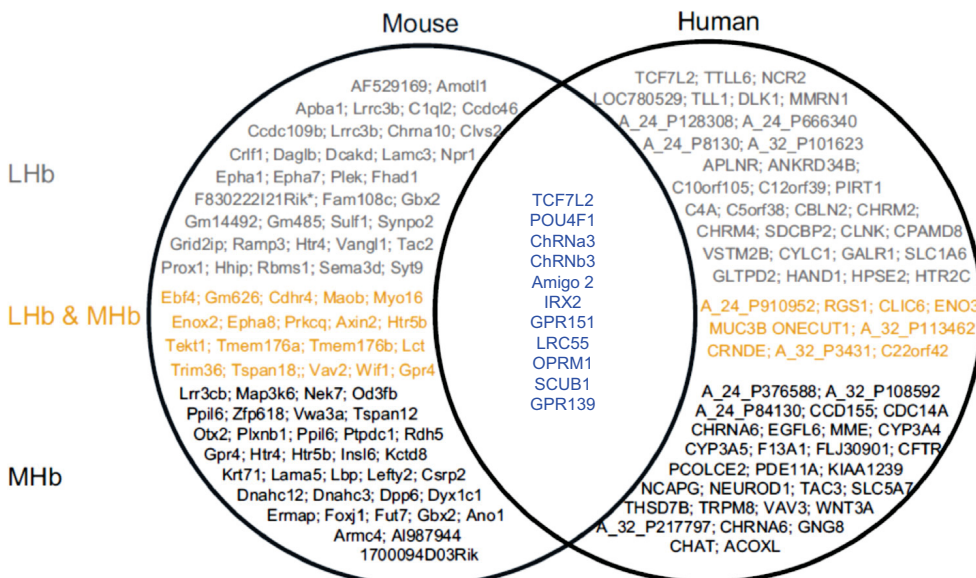 Mouse
Human
LHb
AF529169; Amotl1
Apba1; Lrrc3b; C1ql2; Ccdc46
Ccdc109b; Lrrc3b; Chrna10; Clvs2
Crlf1; Daglb; Dcakd; Lamc3; Npr1
Epha1; Epha7; Plek; Fhad1
F830222I21Rik*; Fam108c; Gbx2
Gm14492; Gm485; Sulf1; Synpo2
Grid2ip; Ramp3; Htr4; Vangl1; Tac2
Prox1; Hhip; Rbms1; Sema3d; Syt9
LHb & MHb
Ebf4; Gm626; Cdhr4; Maob; Myo16
Enox2; Epha8; Prkcq; Axin2; Htr5b
Tekt1; Tmem176a; Tmem176b; Lct
Trim36; Tspan18;; Vav2; Wif1; Gpr4
MHb
Lrr3cb; Map3k6; Nek7; Od3fb
Ppil6; Zfp618; Vwa3a; Tspan12
Otx2; Plxnb1; Ppil6; Ptpdc1; Rdh5
Gpr4; Htr4; Htr5b; Insl6; Kctd8
Krt71; Lama5; Lbp; Lefty2; Csrp2
Dnahc12; Dnahc3; Dpp6; Dyx1c1
Ermap; Foxj1; Fut7; Gbx2; Ano1
Armc4; AI987944
1700094D03Rik
TCF7L2
POU4F1
ChRNa3
ChRNb3
Amigo 2
IRX2
GPR151
LRC55
OPRM1
SCUB1
GPR139
TCF7L2; TTLL6; NCR2
LOC780529; TLL1; DLK1; MMRN1
A_24_P128308; A_24_P666340
A_24_P8130; A_32_P101623
APLNR; ANKRD34B;
C10orf105; C12orf39; PIRT1
C4A; C5orf38; CBLN2; CHRM2;
CHRM4; SDCBP2; CLNK; CPAMD8
VSTM2B; CYLC1; GALR1; SLC1A6
GLTPD2; HAND1; HPSE2; HTR2C
A_24_P910952; RGS1; CLIC6; ENO3
MUC3B ONECUT1; A_32_P113462
CRNDE; A_32_P3431; C22orf42
A_24_P376588; A_32_P108592
A_24_P84130; CCD155; CDC14A
CHRNA6; EGFL6; MME; CYP3A4
CYP3A5; F13A1; FLJ30901; CFTR
PCOLCE2; PDE11A; KIAA1239
NCAPG; NEUROD1; TAC3; SLC5A7
THSD7B; TRPM8; VAV3; WNT3A
A_32_P217797; CHRNA6; GNG8
CHAT; ACOXL